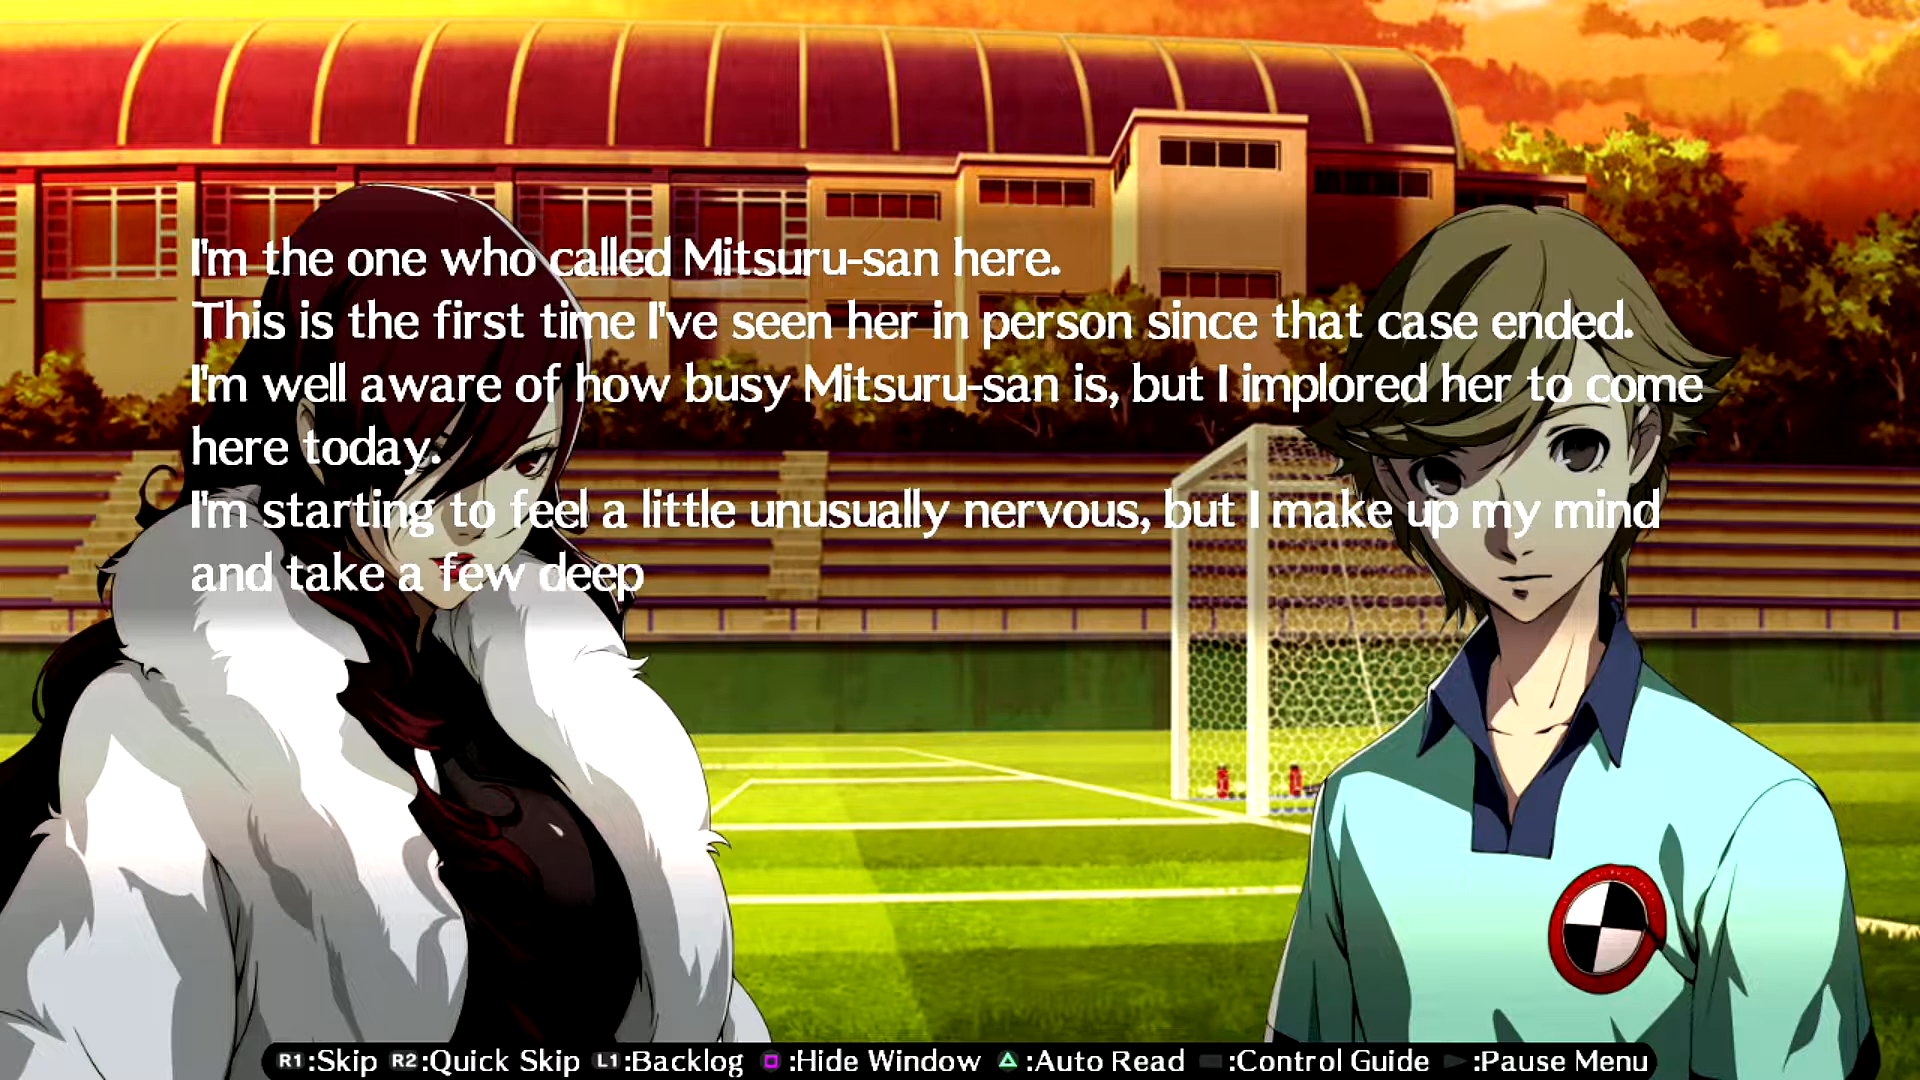 I'm the one who called Mitsuru-san here.
This is the first time I've seen her in person since that case ended.
I'm well aware of how busy Mitsuru-san is, but I implored her to come
here today.
I'm starting to feel a little unusually nervous, but I make up my mind
and take a few deep
R1:Skip R2:Quick Skip L1:Backlog :Hide Window :Auto Read :Control Guide :Pause Menu